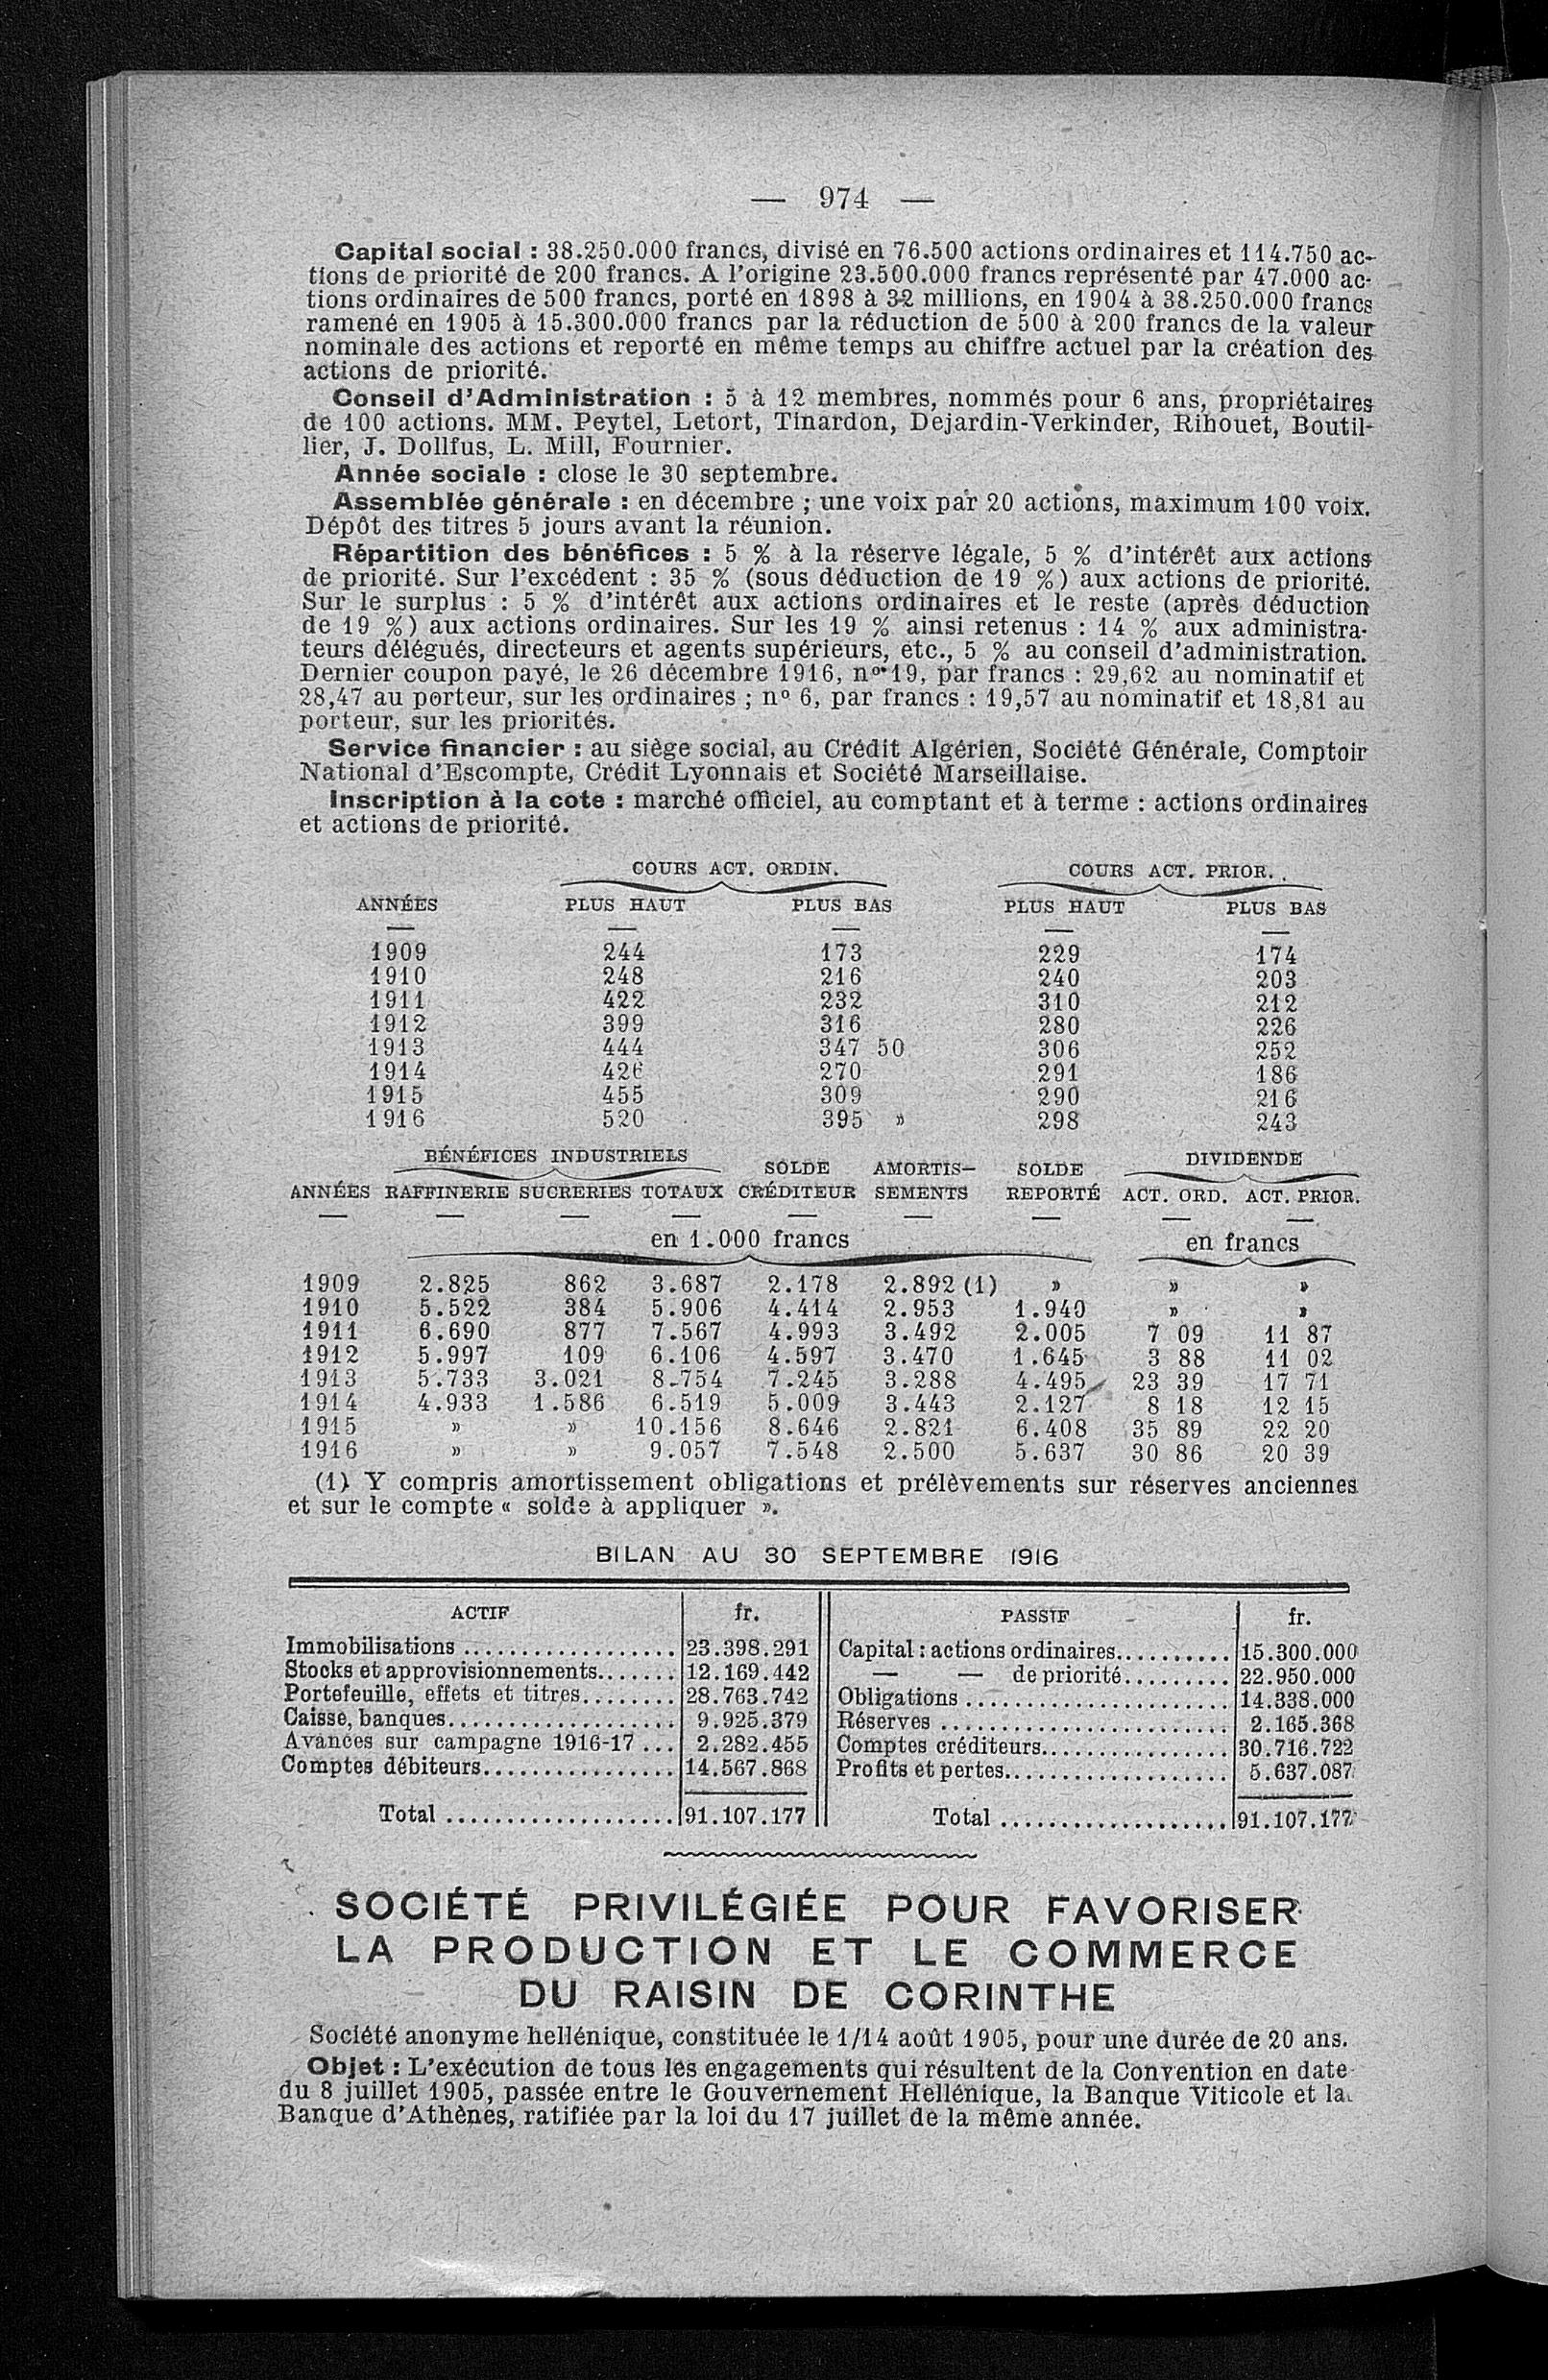 — 974 —
Capital social : 38.250.000 francs, divisé en 76.500 actions ordinaires et 114.750 ac-
tions de priorité de 200 francs. A l'origine 23.500.000 francs représenté par 47.000 ac-
tions ordinaires de 500 francs, porté en 1898 à 32 millions, en 1904 à 38.250.000 francs
ramené en 1905 à 15.300.000 francs par la réduction de 500 à 200 francs de la valeur
nominale des actions et reporté en même temps au chiffre actuel par la création des
actions de priorité.
Conseil d'Administration : 5 à 12 membres, nommés pour 6 ans, propriétaires
de 100 actions. MM. Peytel, Letort, Tinardon, Dejardin-Verkinder, Rihouet, Boutil-
lier, J. Dollfus, L. Mill, Fournier.
Année sociale : close le 30 septembre.
Assemblée générale : en décembre ; une voix par 20 actions, maximum 100 voix.
Dépôt des titres 5 jours avant la réunion.
Répartition des bénéfices : 5 % à la réserve légale, 5 % d'intérêt aux actions
de priorité. Sur l'excédent : 35 % (sous déduction de 19 %) aux actions de priorité.
Sur le surplus : 5 % d'intérêt aux actions ordinaires et le reste (après déduction
de 19 %) aux actions ordinaires. Sur les 19 % ainsi retenus : 14 % aux administra-
teurs délégués, directeurs et agents supérieurs, etc., 5 % au conseil d'administration.
Dernier coupon payé, le 26 décembre 1916, nº 19, par francs : 29,62 au nominatif et
28,47 au porteur, sur les ordinaires ; nº 6, par francs : 19,57 au nominatif et 18,81 au
porteur, sur les priorités.
Service financier : au siège social, au Crédit Algérien, Société Générale, Comptoir
National d'Escompte, Crédit Lyonnais et Société Marseillaise.
Inscription à la cote : marché officiel, au comptant et à terme : actions ordinaires
et actions de priorité.
COURS ACT. ORDIN. COURS ACT. PRIOR.
ANNÉES PLUS HAUT PLUS BAS PLUS HAUT PLUS BAS
1909 244 173 229 174
1910 248 216 240 203
1911 422 232 310 212
1912 399 316 280 226
1913 444 347 50 306 252
1914 426 270 291 186
1915 455 309 290 216
1916 520 395 » 298 243
BÉNÉFICES INDUSTRIELS SOLDE AMORTIS- SOLDE DIVIDENDE
ANNÉES RAFFINERIE SUCRERIES TOTAUX CRÉDITEUR SEMENTS REPORTÉ ACT. ORD. ACT. PRIOR.
en 1.000 francs en francs
1909 2.825 862 3.687 2.178 2.892 (1) » » »
1910 5.522 384 5.906 4.414 2.953 1.940 » »
1911 6.690 877 7.567 4.993 3.492 2.005 7 09 11 87
1912 5.997 109 6.106 4.597 3.470 1.645 3 88 11 02
1913 5.733 3.021 8.754 7.245 3.288 4.495 23 39 17 71
1914 4.933 1.586 6.519 5.009 3.443 2.127 8 18 12 15
1915 » » 10.156 8.646 2.821 6.408 35 89 22 20
1916 » » 9.057 7.548 2.500 5.637 30 86 20 39
(1) Y compris amortissement obligations et prélèvements sur réserves anciennes
et sur le compte « solde à appliquer ».
BILAN AU 30 SEPTEMBRE 1916
ACTIF fr. PASSIF fr.
Immobilisations .................. 23.398.291 Capital : actions ordinaires.......... 15.300.000
Stocks et approvisionnements....... 12.169.442 — — de priorité......... 22.950.000
Portefeuille, effets et titres........ 28.763.742 Obligations ...................... 14.338.000
Caisse, banques................... 9.925.379 Réserves ........................ 2.165.368
Avances sur campagne 1916-17 ... 2.282.455 Comptes créditeurs................ 30.716.722
Comptes débiteurs................ 14.567.868 Profits et pertes................... 5.637.087
Total ................... 91.107.177 Total ................... 91.107.177
SOCIÉTÉ PRIVILÉGIÉE POUR FAVORISER
LA PRODUCTION ET LE COMMERCE
DU RAISIN DE CORINTHE
Société anonyme hellénique, constituée le 1/14 août 1905, pour une durée de 20 ans.
Objet : L'exécution de tous les engagements qui résultent de la Convention en date
du 8 juillet 1905, passée entre le Gouvernement Hellénique, la Banque Viticole et la
Banque d'Athènes, ratifiée par la loi du 17 juillet de la même année.